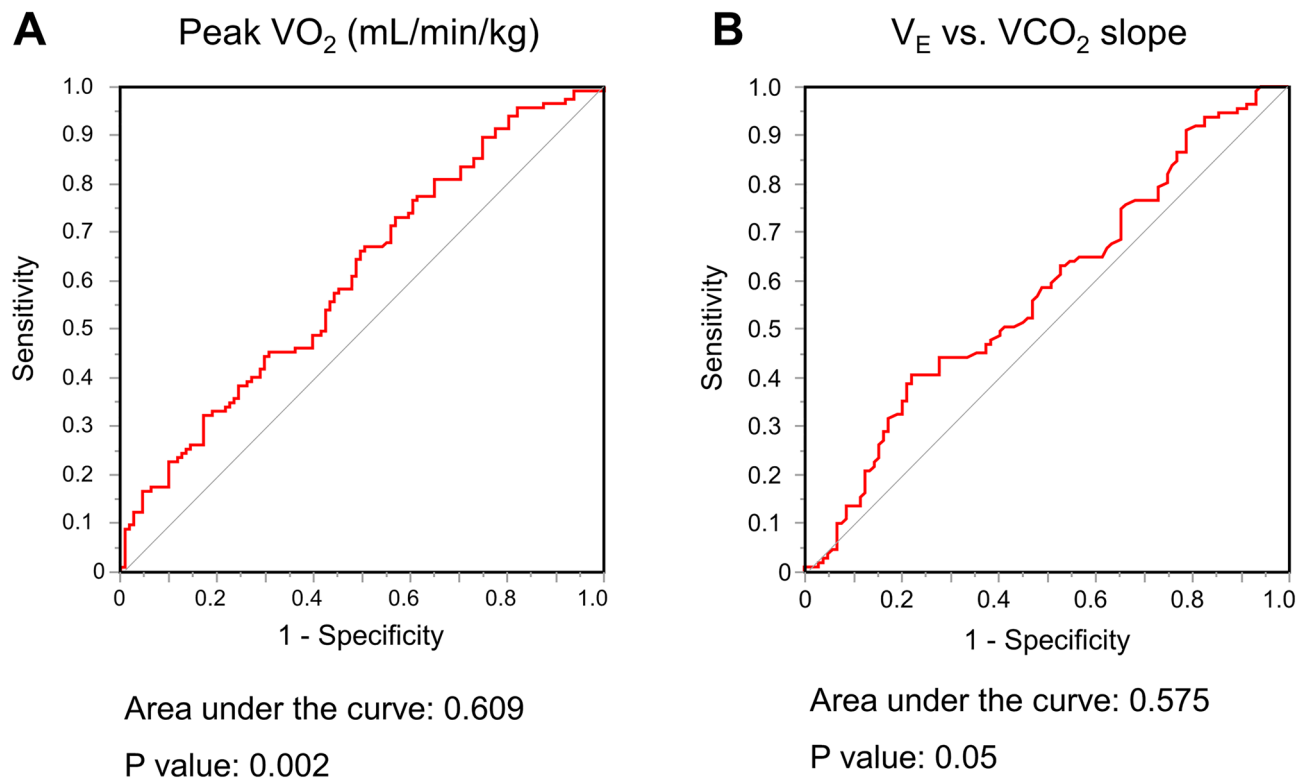 A Peak VO₂ (mL/min/kg)
1.0
0.9
0.8
0.7
0.6
0.5
0.4
0.3
0.2
0.1
0
Sensitivity
0 0.2 0.4 0.6 0.8 1.0
1 - Specificity
Area under the curve: 0.609
P value: 0.002
B V_E vs. VCO₂ slope
1.0
0.9
0.8
0.7
0.6
0.5
0.4
0.3
0.2
0.1
0
Sensitivity
0 0.2 0.4 0.6 0.8 1.0
1 - Specificity
Area under the curve: 0.575
P value: 0.05